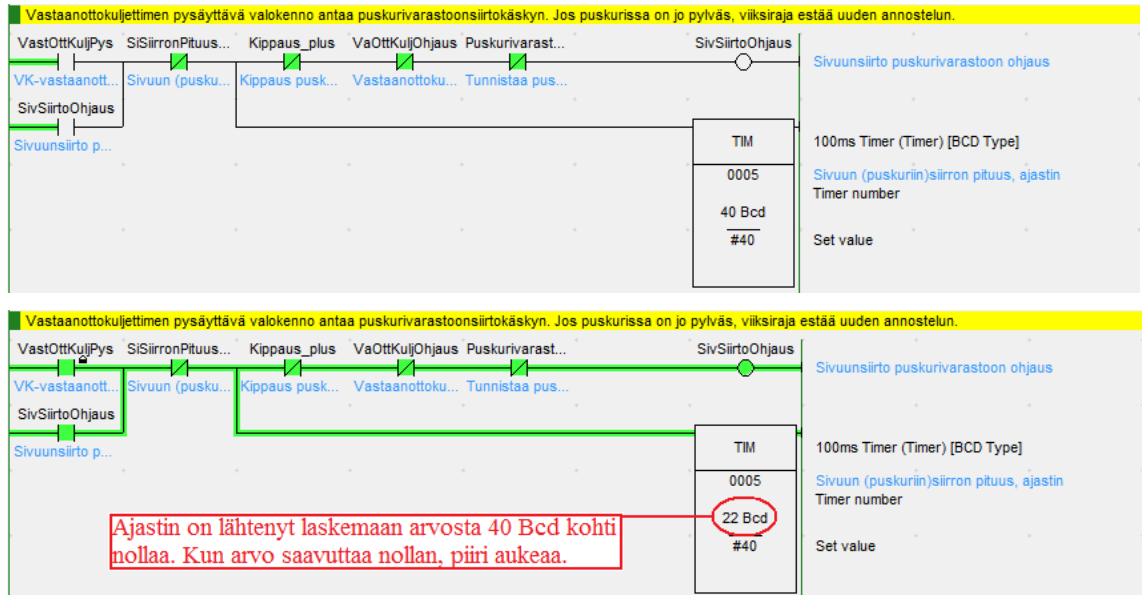 Vastaanottokuljettimen pysäyttävä valokenno antaa puskurivarastoonsiirtokäskyn. Jos puskurissa on jo pylväs, viiksiraja estää uuden annostelun.
VastOttKuljPys SiSiirronPituus... Kippaus_plus VaOttKuljOhjaus Puskurivarast... SivSiirtoOhjaus
Sivuunsiirto puskurivarastoon ohjaus
VK-vastaanott... Sivuun (pusku... Kippaus pusk... Vastaanottoku... Tunnistaa pus...
SivSiirtoOhjaus
Sivuunsiirto p...
TIM 100ms Timer (Timer) [BCD Type]
0005 Sivuun (puskuriin)siirron pituus, ajastin
Timer number
40 Bcd
#40 Set value
Vastaanottokuljettimen pysäyttävä valokenno antaa puskurivarastoonsiirtokäskyn. Jos puskurissa on jo pylväs, viiksiraja estää uuden annostelun.
VastOttKuljPys SiSiirronPituus... Kippaus_plus VaOttKuljOhjaus Puskurivarast... SivSiirtoOhjaus
Sivuunsiirto puskurivarastoon ohjaus
VK-vastaanott... Sivuun (pusku... Kippaus pusk... Vastaanottoku... Tunnistaa pus...
SivSiirtoOhjaus
Sivuunsiirto p...
TIM 100ms Timer (Timer) [BCD Type]
0005 Sivuun (puskuriin)siirron pituus, ajastin
Timer number
22 Bcd
#40 Set value
Ajastin on lähtenyt laskemaan arvosta 40 Bcd kohti
nollaa. Kun arvo saavuttaa nollan, piiri aukeaa.